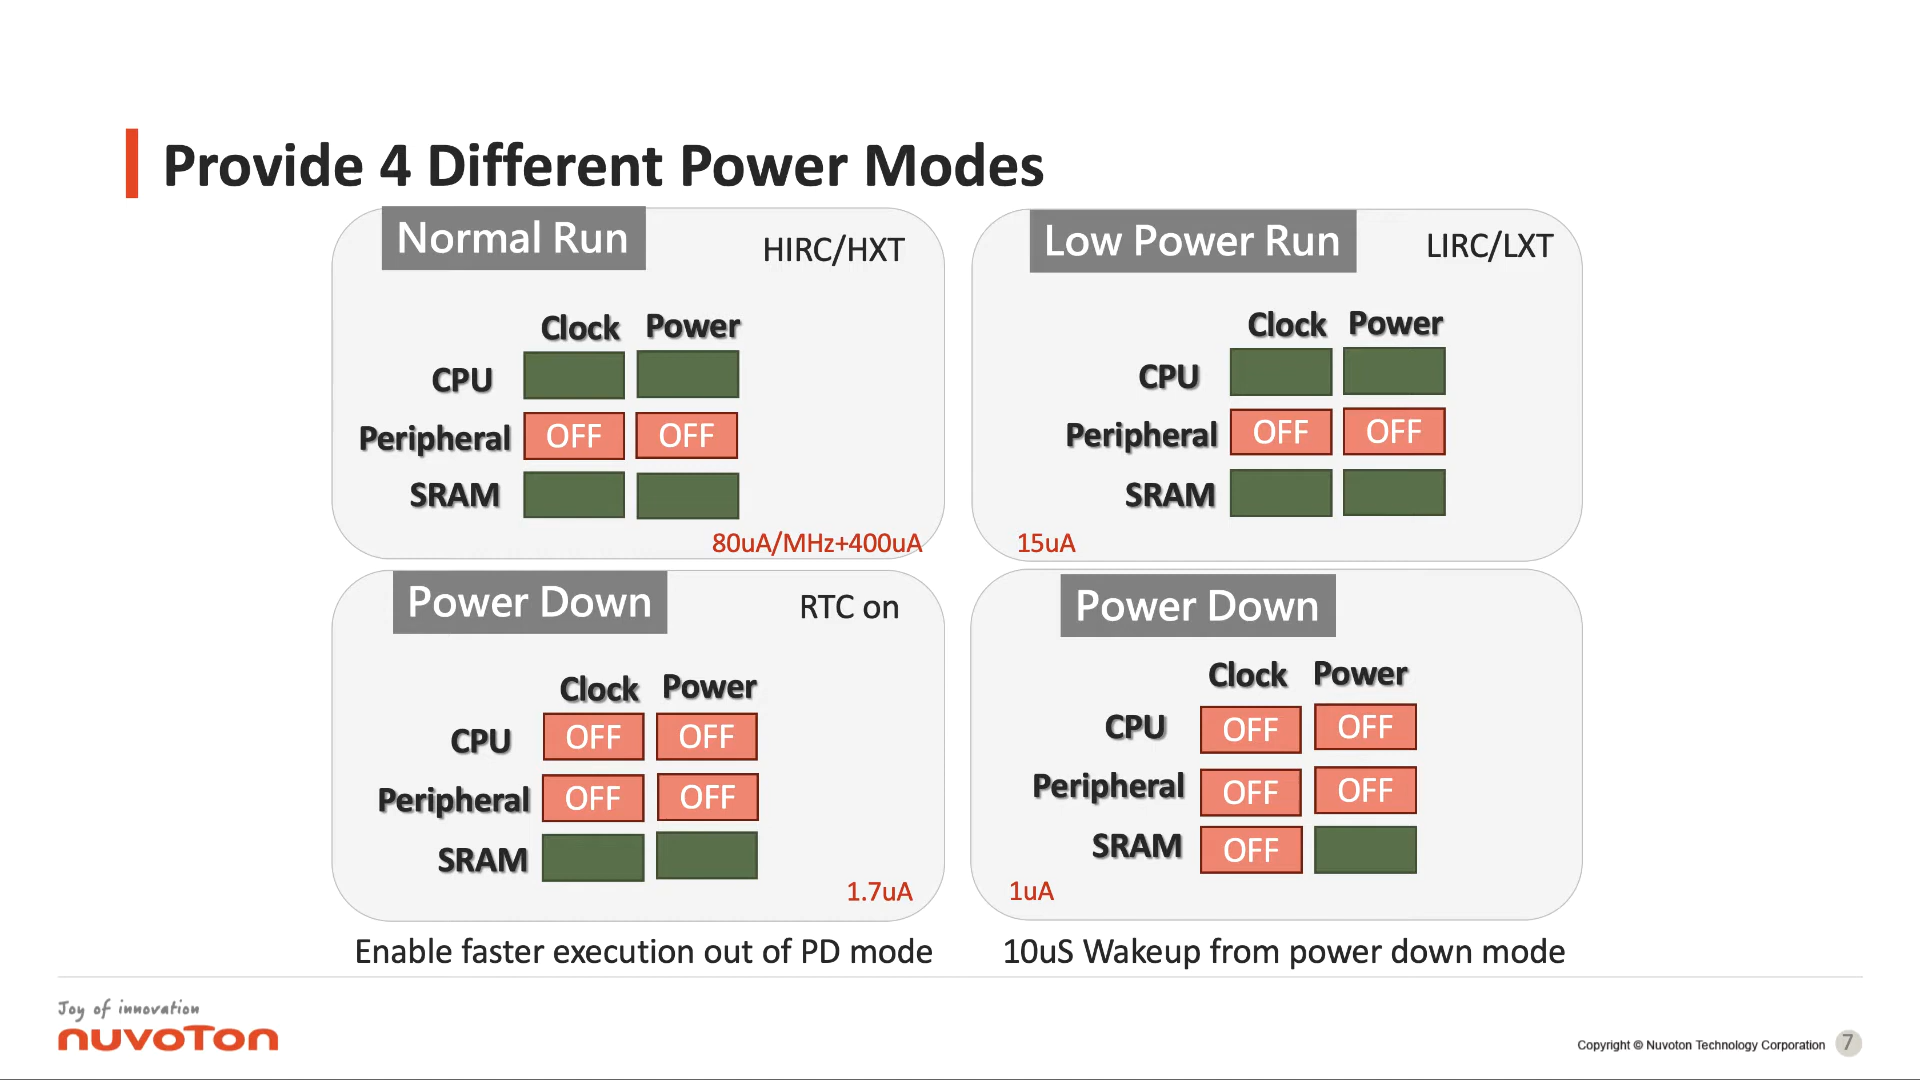 Provide 4 Different Power Modes
Normal Run
HIRC/HXT
Clock Power
CPU
Peripheral OFF OFF
SRAM
80uA/MHz+400uA
Low Power Run
LIRC/LXT
Clock Power
CPU
Peripheral OFF OFF
SRAM
15uA
Power Down
RTC on
Clock Power
CPU OFF OFF
Peripheral OFF OFF
SRAM
1.7uA
Enable faster execution out of PD mode
Power Down
Clock Power
CPU OFF OFF
Peripheral OFF OFF
SRAM OFF
1uA
10uS Wakeup from power down mode
Joy of innovation
nuvoTon
Copyright © Nuvoton Technology Corporation 7